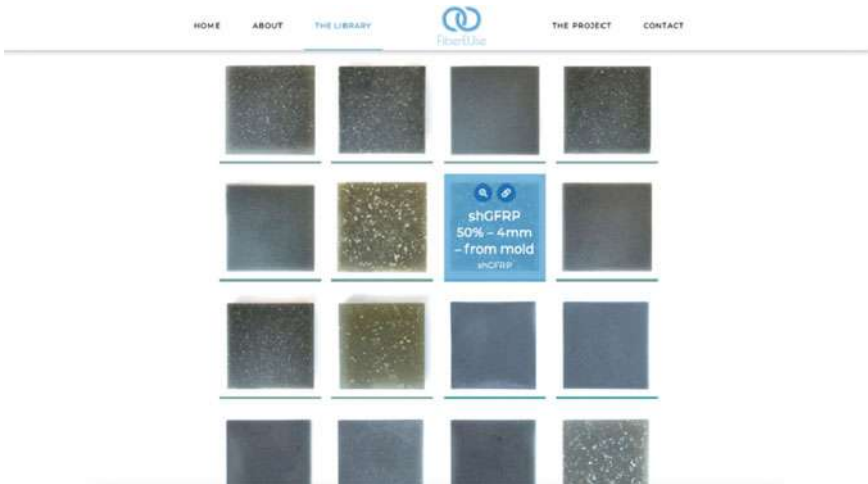 HOME ABOUT THE LIBRARY FiberEUse THE PROJECT CONTACT
shGFRP
50% – 4mm
– from mold
shGFRP